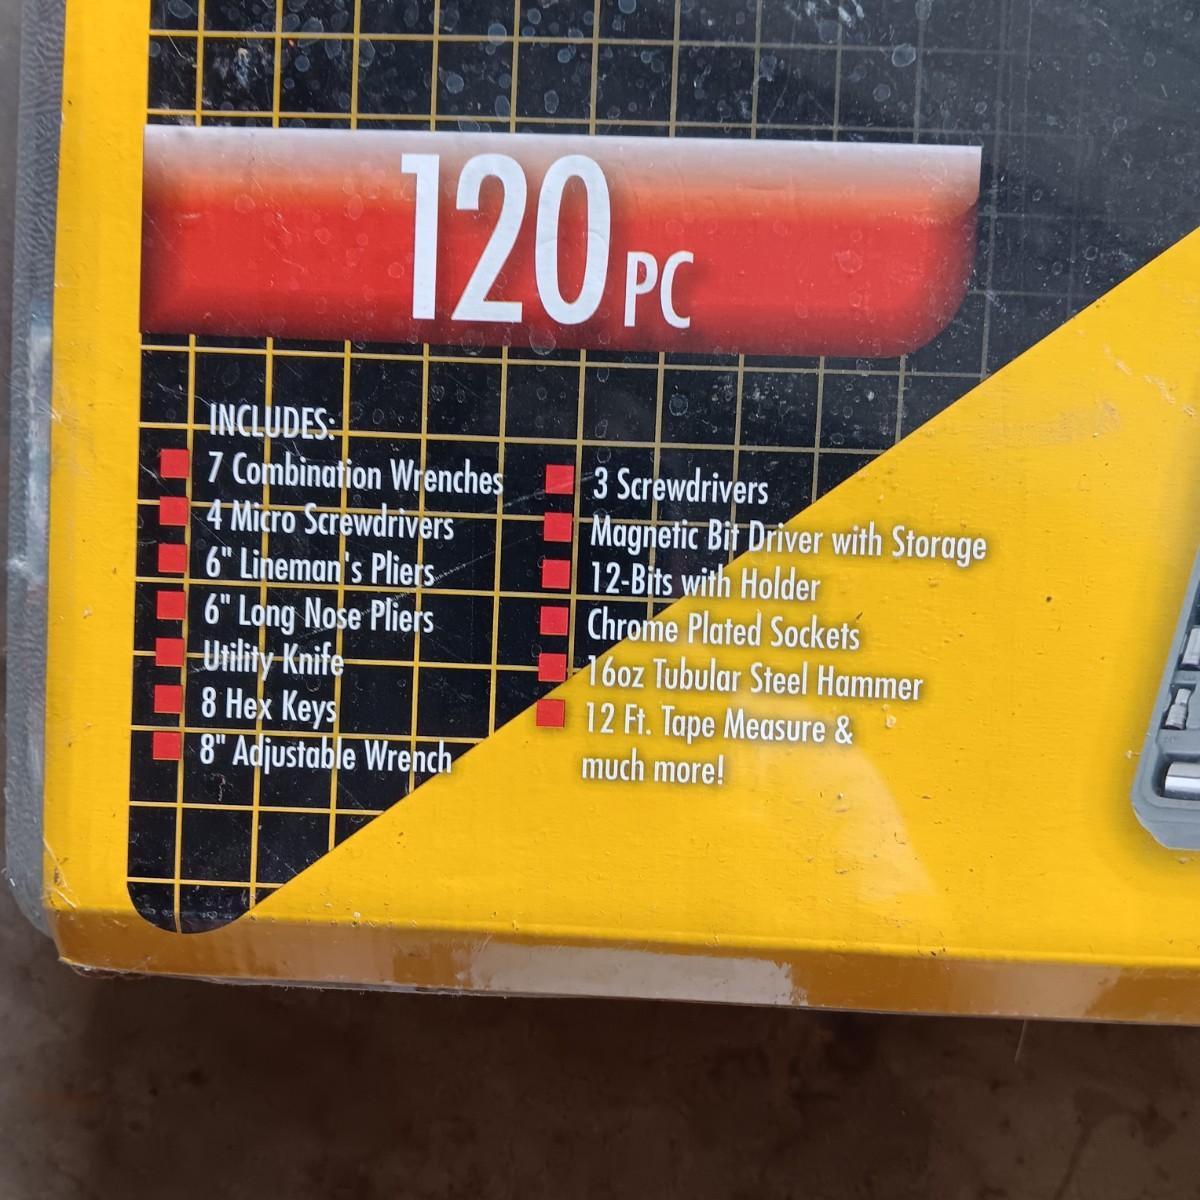 120 PC
INCLUDES:
7 Combination Wrenches
4 Micro Screwdrivers
6" Lineman's Pliers
6" Long Nose Pliers
Utility Knife
8 Hex Keys
8" Adjustable Wrench
3 Screwdrivers
Magnetic Bit Driver with Storage
12-Bits with Holder
Chrome Plated Sockets
16oz Tubular Steel Hammer
12 Ft. Tape Measure &
much more!